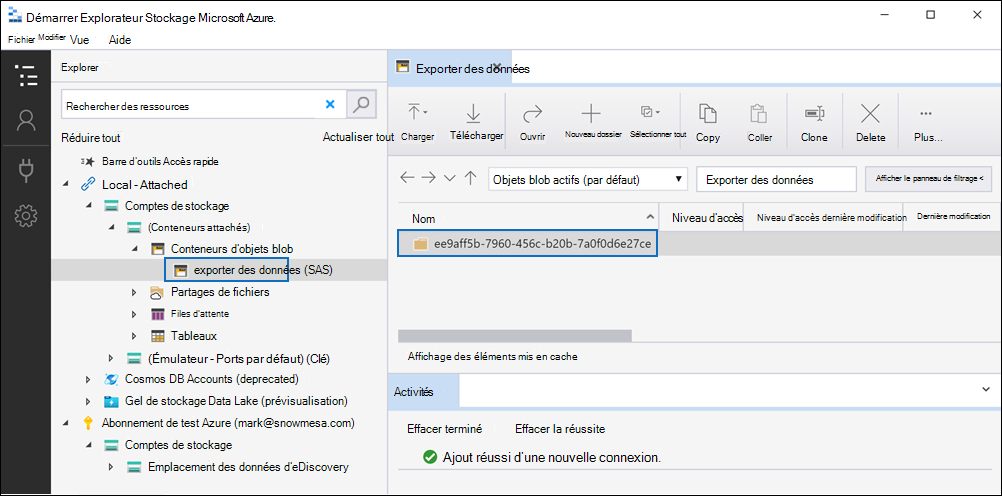 Démarrer Explorateur Stockage Microsoft Azure.
Fichier Modifier Vue Aide
Explorer
Rechercher des ressources
Réduire tout Actualiser tout
Barre d'outils Accès rapide
Local - Attached
Comptes de stockage
(Conteneurs attachés)
Conteneurs d'objets blob
exporter des données (SAS)
Partages de fichiers
Files d'attente
Tableaux
(Émulateur - Ports par défaut) (Clé)
Cosmos DB Accounts (deprecated)
Gel de stockage Data Lake (prévisualisation)
Abonnement de test Azure (mark@snowmesa.com)
Comptes de stockage
Emplacement des données d'eDiscovery
Exporter des données
Charger Télécharger Ouvrir Nouveau dossier Sélectionner tout Copy Coller Clone Delete Plus...
Objets blob actifs (par défaut) Exporter des données Afficher le panneau de filtrage <
Nom Niveau d'accès Niveau d'accès dernière modification Dernière modification
ee9aff5b-7960-456c-b20b-7a0f0d6e27ce
Affichage des éléments mis en cache
Activités
Effacer terminé Effacer la réussite
Ajout réussi d'une nouvelle connexion.